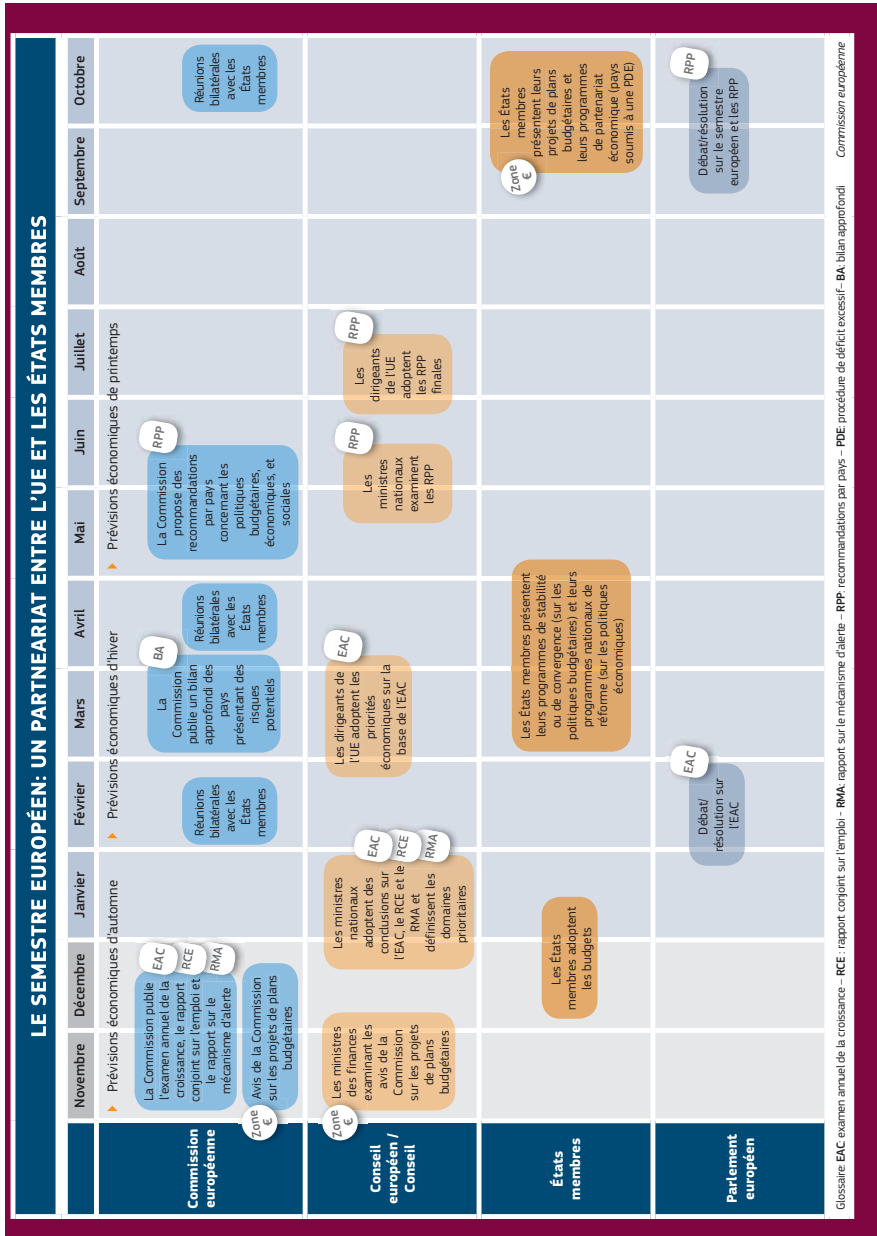 LE SEMESTRE EUROPÉEN: UN PARTNEARIAT ENTRE L'UE ET LES ÉTATS MEMBRES
Novembre
Décembre
Janvier
Février
Mars
Avril
Mai
Juin
Juillet
Août
Septembre
Octobre
Commission
européenne
Prévisions économiques d'automne
Prévisions économiques d'hiver
Prévisions économiques de printemps
La Commission publie
l'examen annuel de la
croissance, le rapport
conjoint sur l'emploi et
le rapport sur le
mécanisme d'alerte
EAC
RCE
RMA
Zone
€
Avis de la Commission
sur les projets de plans
budgétaires
Réunions
bilatérales
avec les
États
membres
La
Commission
publie un bilan
approfondi des
pays
présentant des
risques
potentiels
BA
Réunions
bilatérales
avec les
États
membres
La Commission
propose des
recommandations
par pays
concernant les
politiques
budgétaires,
économiques, et
sociales
RPP
Réunions
bilatérales
avec les
États
membres
Conseil
européen /
Conseil
Zone
€
Les ministres
des finances
examinant les
avis de la
Commission
sur les projets
de plans
budgétaires
Les ministres
nationaux
adoptent des
conclusions sur
l'EAC, le RCE et le
RMA et
définissent les
domaines
prioritaires
EAC
RCE
RMA
Les dirigeants de
l'UE adoptent les
priorités
économiques sur la
base de l'EAC
EAC
Les
ministres
nationaux
examinent
les RPP
RPP
Les
dirigeants
de l'UE
adoptent
les RPP
finales
RPP
États
membres
Les États
membres adoptent
les budgets
Les États membres présentent
leurs programmes de stabilité
ou de convergence (sur les
politiques budgétaires) et leurs
programmes nationaux de
réforme (sur les politiques
économiques)
Zone
€
Les États
membres
présentent leurs
projets de plans
budgétaires et
leurs programmes
de partenariat
économique (pays
soumis à une PDE)
Parlement
européen
Débat/
résolution sur
l'EAC
EAC
Débat/résolution
sur le semestre
européen et les RPP
RPP
Glossaire: EAC: examen annuel de la croissance – RCE : rapport conjoint sur l'emploi – RMA: rapport sur le mécanisme d'alerte – RPP: recommandations par pays – PDE: procédure de déficit excessif – BA: bilan approfondi
Commission européenne